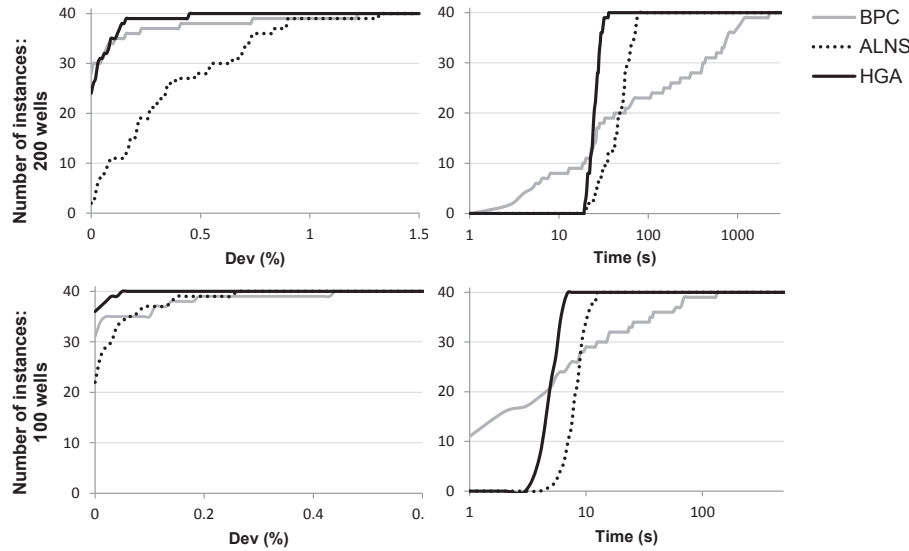 BPC
ALNS
HGA
Number of instances:
200 wells
40
30
20
10
0
0 0.5 1 1.5
Dev (%)
40
30
20
10
0
1 10 100 1000
Time (s)
Number of instances:
100 wells
40
30
20
10
0
0 0.2 0.4 0.
Dev (%)
40
30
20
10
0
1 10 100
Time (s)